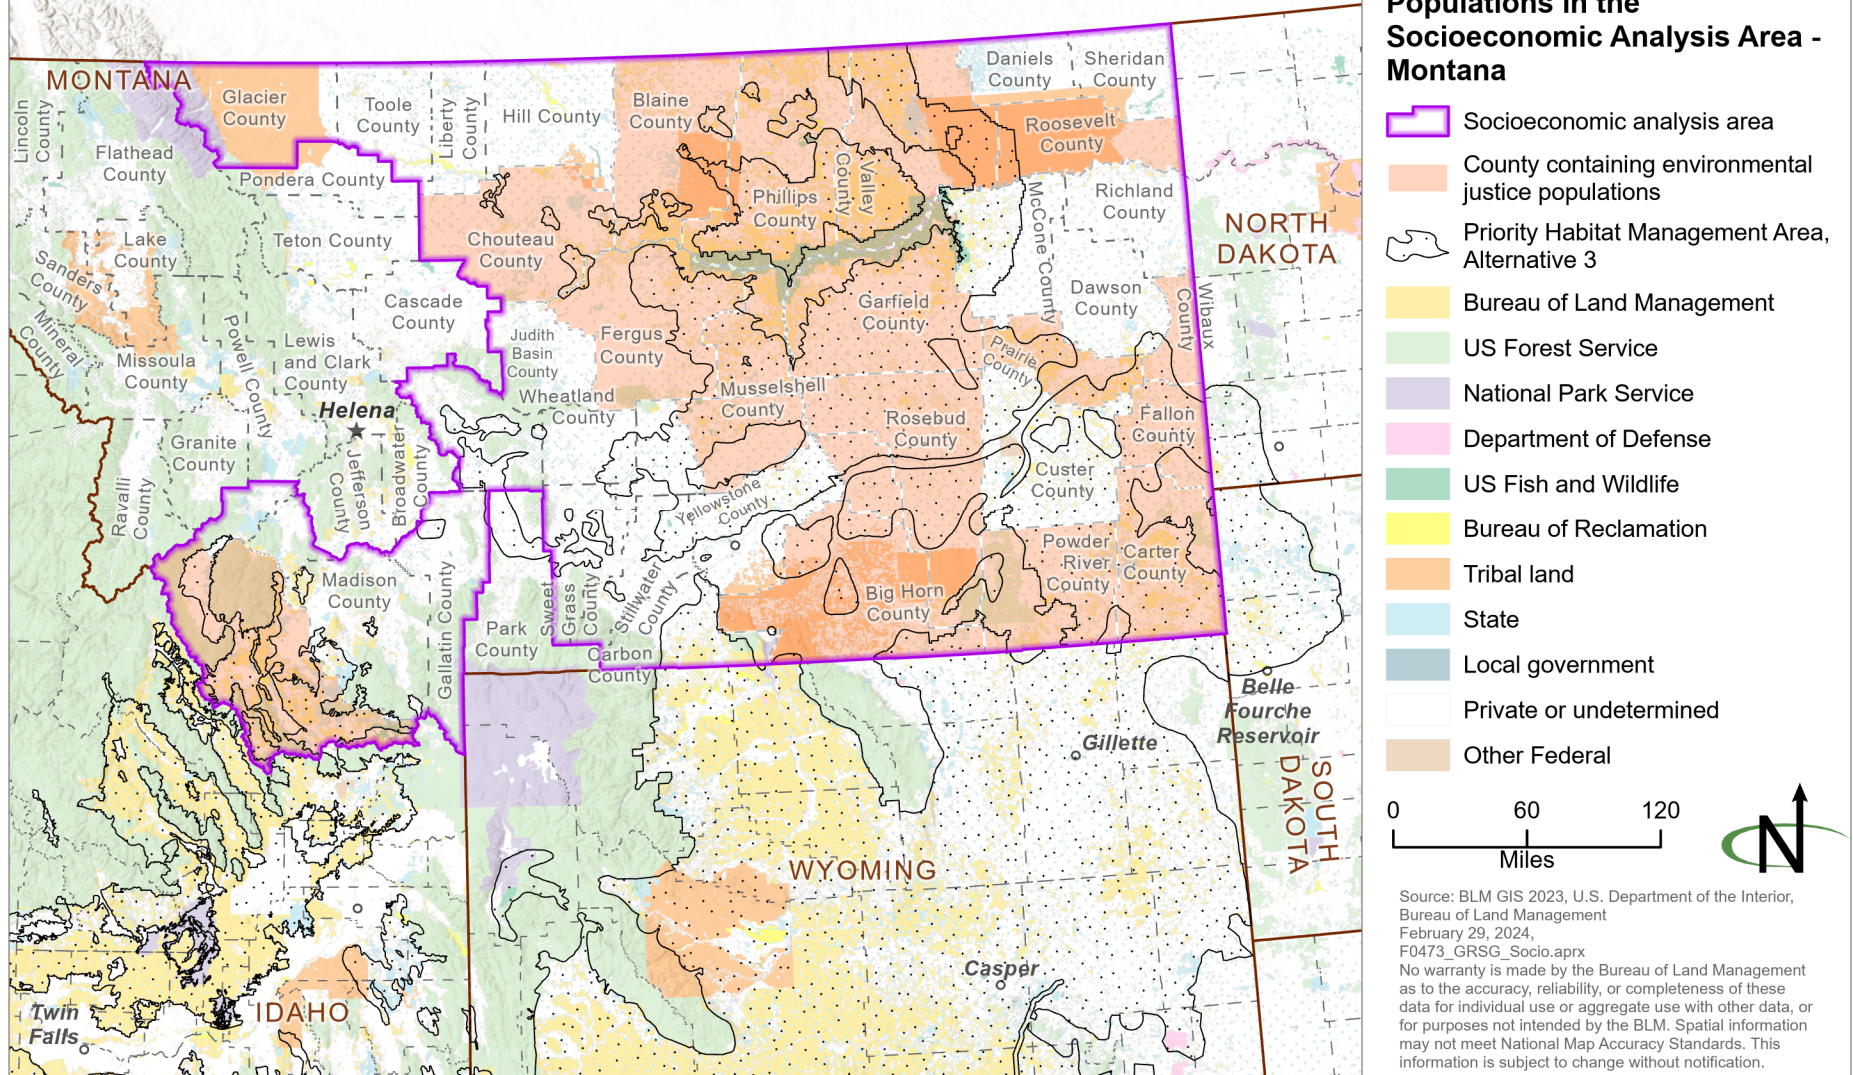 Populations in the
Socioeconomic Analysis Area -
Montana
Socioeconomic analysis area
County containing environmental
justice populations
Priority Habitat Management Area,
Alternative 3
Bureau of Land Management
US Forest Service
National Park Service
Department of Defense
US Fish and Wildlife
Bureau of Reclamation
Tribal land
State
Local government
Private or undetermined
Other Federal
0 60 120
Miles
N
Source: BLM GIS 2023, U.S. Department of the Interior,
Bureau of Land Management
February 29, 2024,
F0473_GRSG_Socio.aprx
No warranty is made by the Bureau of Land Management
as to the accuracy, reliability, or completeness of these
data for individual use or aggregate use with other data, or
for purposes not intended by the BLM. Spatial information
may not meet National Map Accuracy Standards. This
information is subject to change without notification.
MONTANA
Lincoln
County
Flathead
County
Glacier
County
Toole
County
Liberty
County
Hill County
Blaine
County
Daniels
County
Sheridan
County
Roosevelt
County
Pondera County
Phillips
County
Valley
County
Richland
County
McCone County
NORTH
DAKOTA
Lake
County
Sanders
County
Teton County
Chouteau
County
Mineral
County
Missoula
County
Powell County
Lewis
and Clark
County
Cascade
County
Judith
Basin
County
Fergus
County
Garfield
County
Dawson
County
Wibaux
County
Prairie
County
Helena
Granite
County
Ravalli
County
Jefferson
County
Broadwater
County
Wheatland
County
Musselshell
County
Rosebud
County
Fallon
County
Custer
County
Yellowstone
County
Madison
County
Gallatin County
Park
County
Sweet
Grass
County
Stillwater
County
Carbon
County
Big Horn
County
Powder
River
County
Carter
County
Belle
Fourche
Reservoir
Gillette
SOUTH
DAKOTA
WYOMING
Casper
IDAHO
Twin
Falls